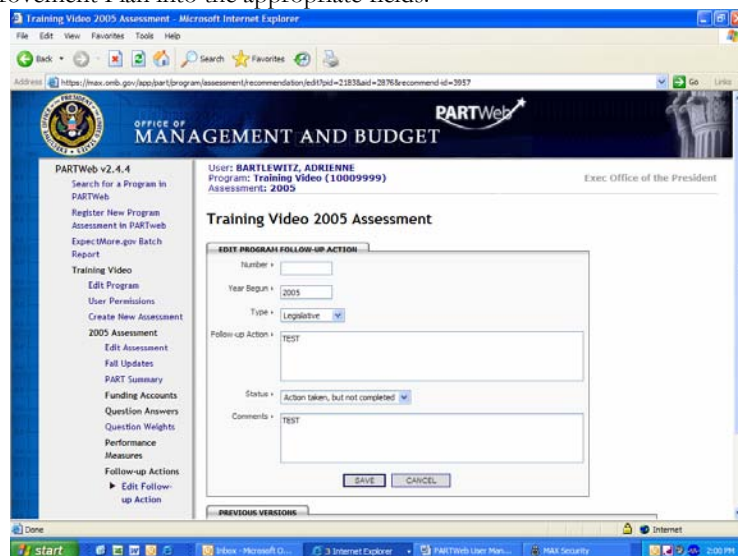 ovement Plan into the appropriate fields.
Training Video 2005 Assessment - Microsoft Internet Explorer
File Edit View Favorites Tools Help
Back Search Favorites
Address https://max.omb.gov/app/part/program/assessment/recommendation/edit?pid=2183&aid=2876&recommend-id=3957 Go Links
OFFICE OF
MANAGEMENT AND BUDGET
PARTWeb
PARTWeb v2.4.4
Search for a Program in
PARTWeb
Register New Program
Assessment in PARTweb
ExpectMore.gov Batch
Report
Training Video
Edit Program
User Permissions
Create New Assessment
2005 Assessment
Edit Assessment
Fall Updates
PART Summary
Funding Accounts
Question Answers
Question Weights
Performance
Measures
Follow-up Actions
Edit Follow-
up Action
User: BARTLEWITZ, ADRIENNE
Program: Training Video (10009999)
Assessment: 2005
Exec Office of the President
Training Video 2005 Assessment
EDIT PROGRAM FOLLOW-UP ACTION
Number
Year Begun 2005
Type Legislative
Follow-up Action TEST
Status Action taken, but not completed
Comments TEST
SAVE CANCEL
PREVIOUS VERSIONS
Done Internet
start Inbox - Microsoft O... 3 Internet Explorer PARTWeb User Man... MAX Security 2:00 PM